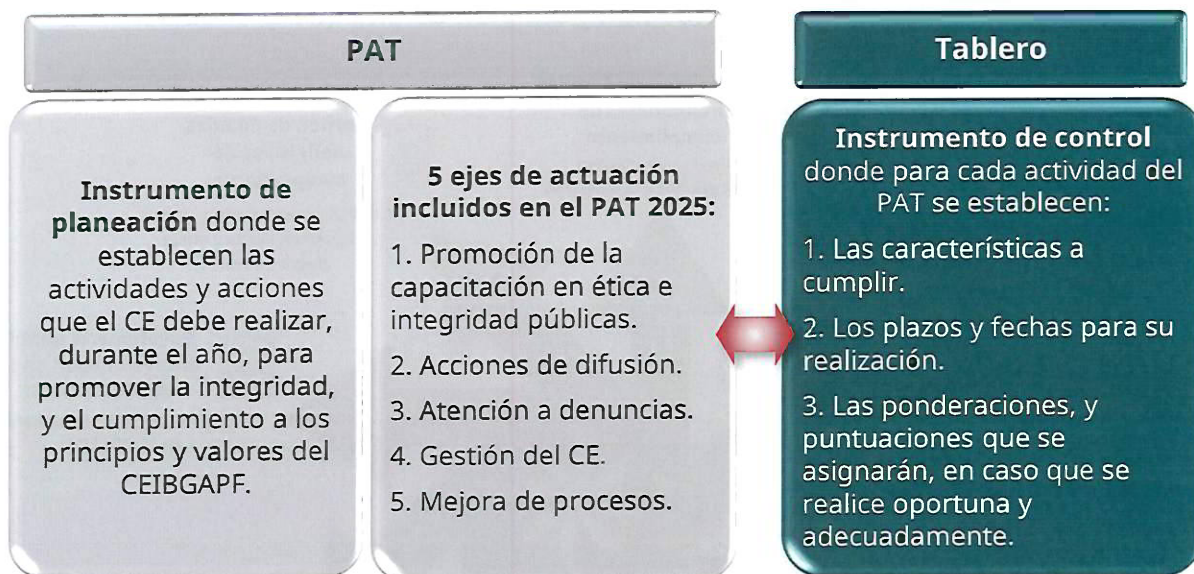 PAT
Instrumento de
planeación donde se
establecen las
actividades y acciones
que el CE debe realizar,
durante el año, para
promover la integridad,
y el cumplimiento a los
principios y valores del
CEIBGAPF.
5 ejes de actuación
incluidos en el PAT 2025:
1. Promoción de la
capacitación en ética e
integridad públicas.
2. Acciones de difusión.
3. Atención a denuncias.
4. Gestión del CE.
5. Mejora de procesos.
Tablero
Instrumento de control
donde para cada actividad del
PAT se establecen:
1. Las características a
cumplir.
2. Los plazos y fechas para su
realización.
3. Las ponderaciones, y
puntuaciones que se
asignarán, en caso que se
realice oportuna y
adecuadamente.